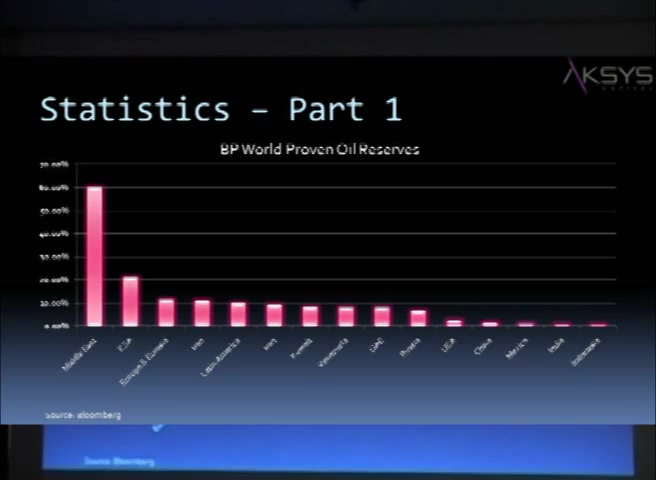 AKSYS
CAPITAL
Statistics – Part 1
BP World Proven Oil Reserves
70.00%
60.00%
50.00%
40.00%
30.00%
20.00%
10.00%
0.00%
Middle East
KSA
Europe & Eurasia
Iran
Latin America
Kuwait
Venezuela
UAE
Russia
USA
China
Mexico
India
Indonesia
Source: Bloomberg
Source: Bloomberg